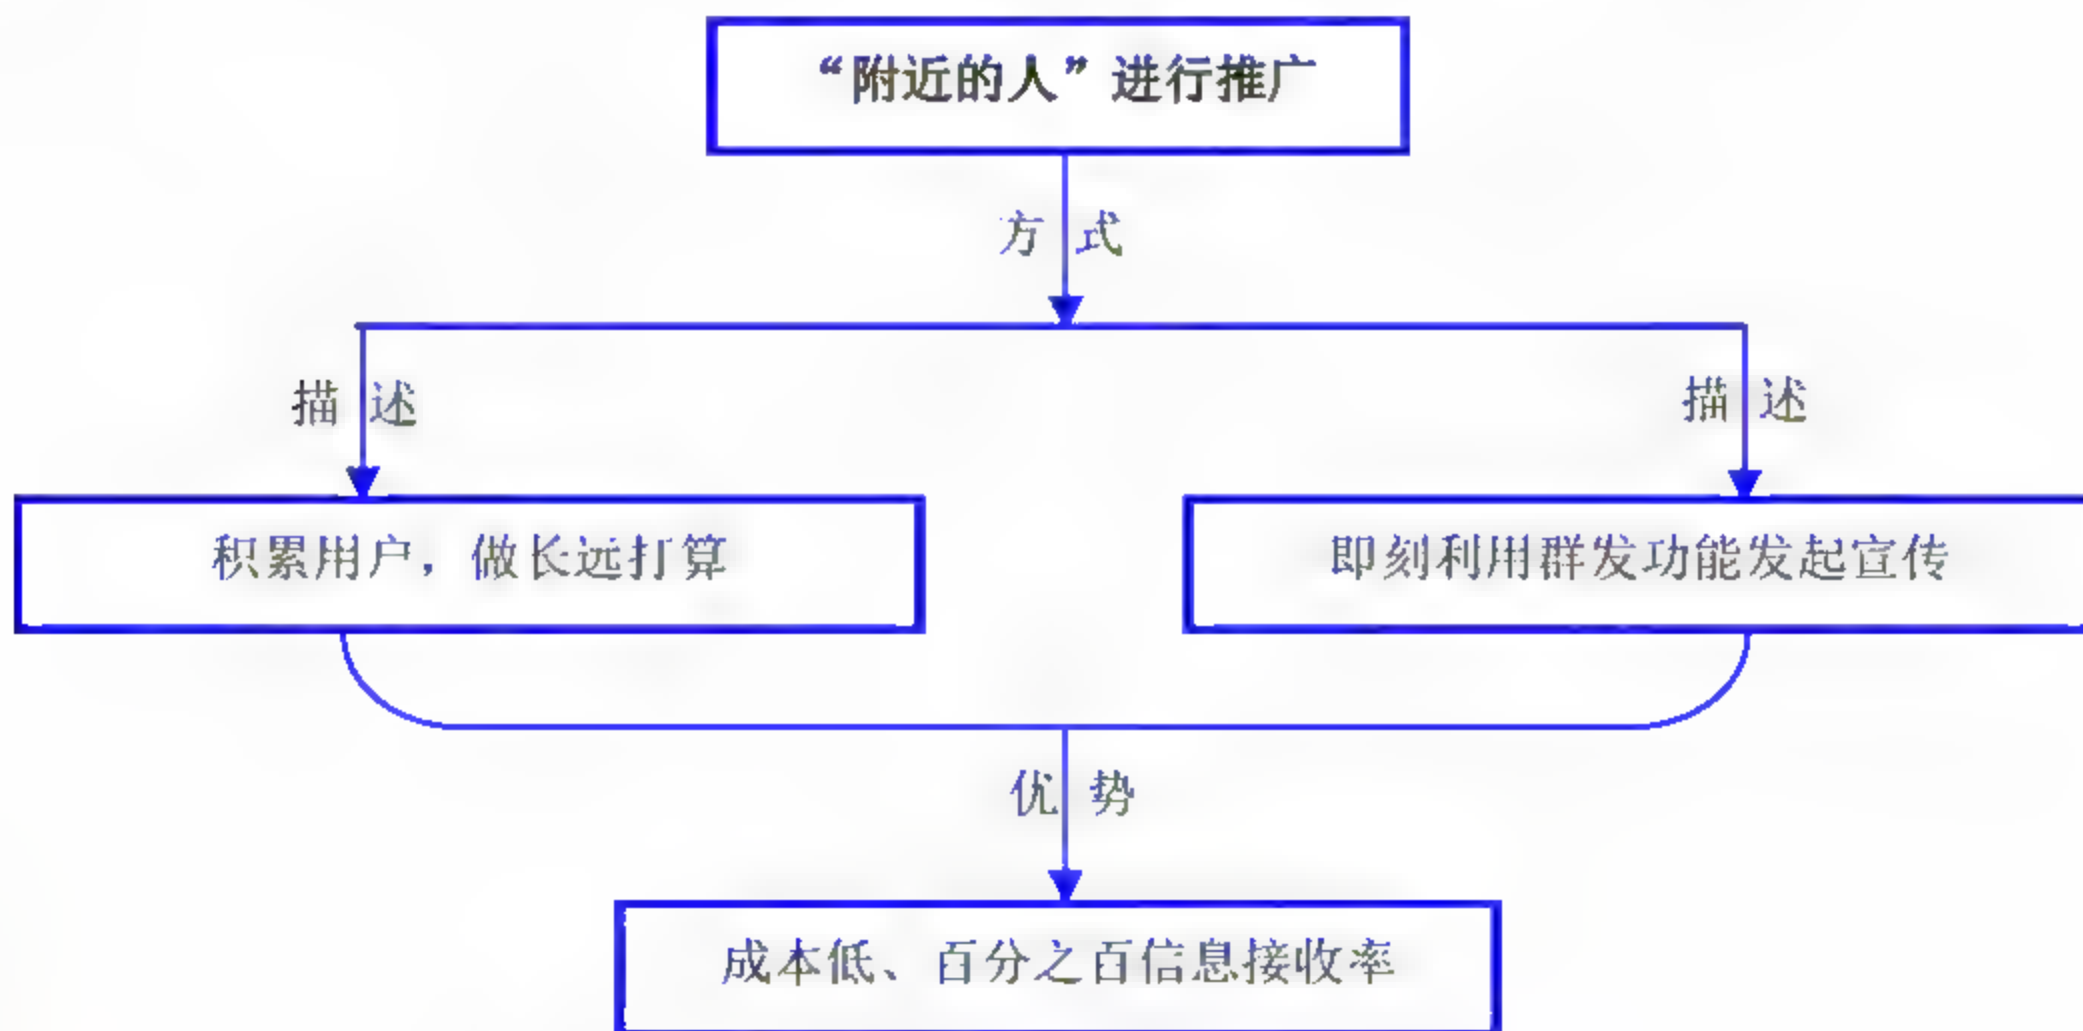 “附近的人”进行推广
方式
描述
描述
积累用户，做长远打算
即刻利用群发功能发起宣传
优势
成本低、百分之百信息接收率